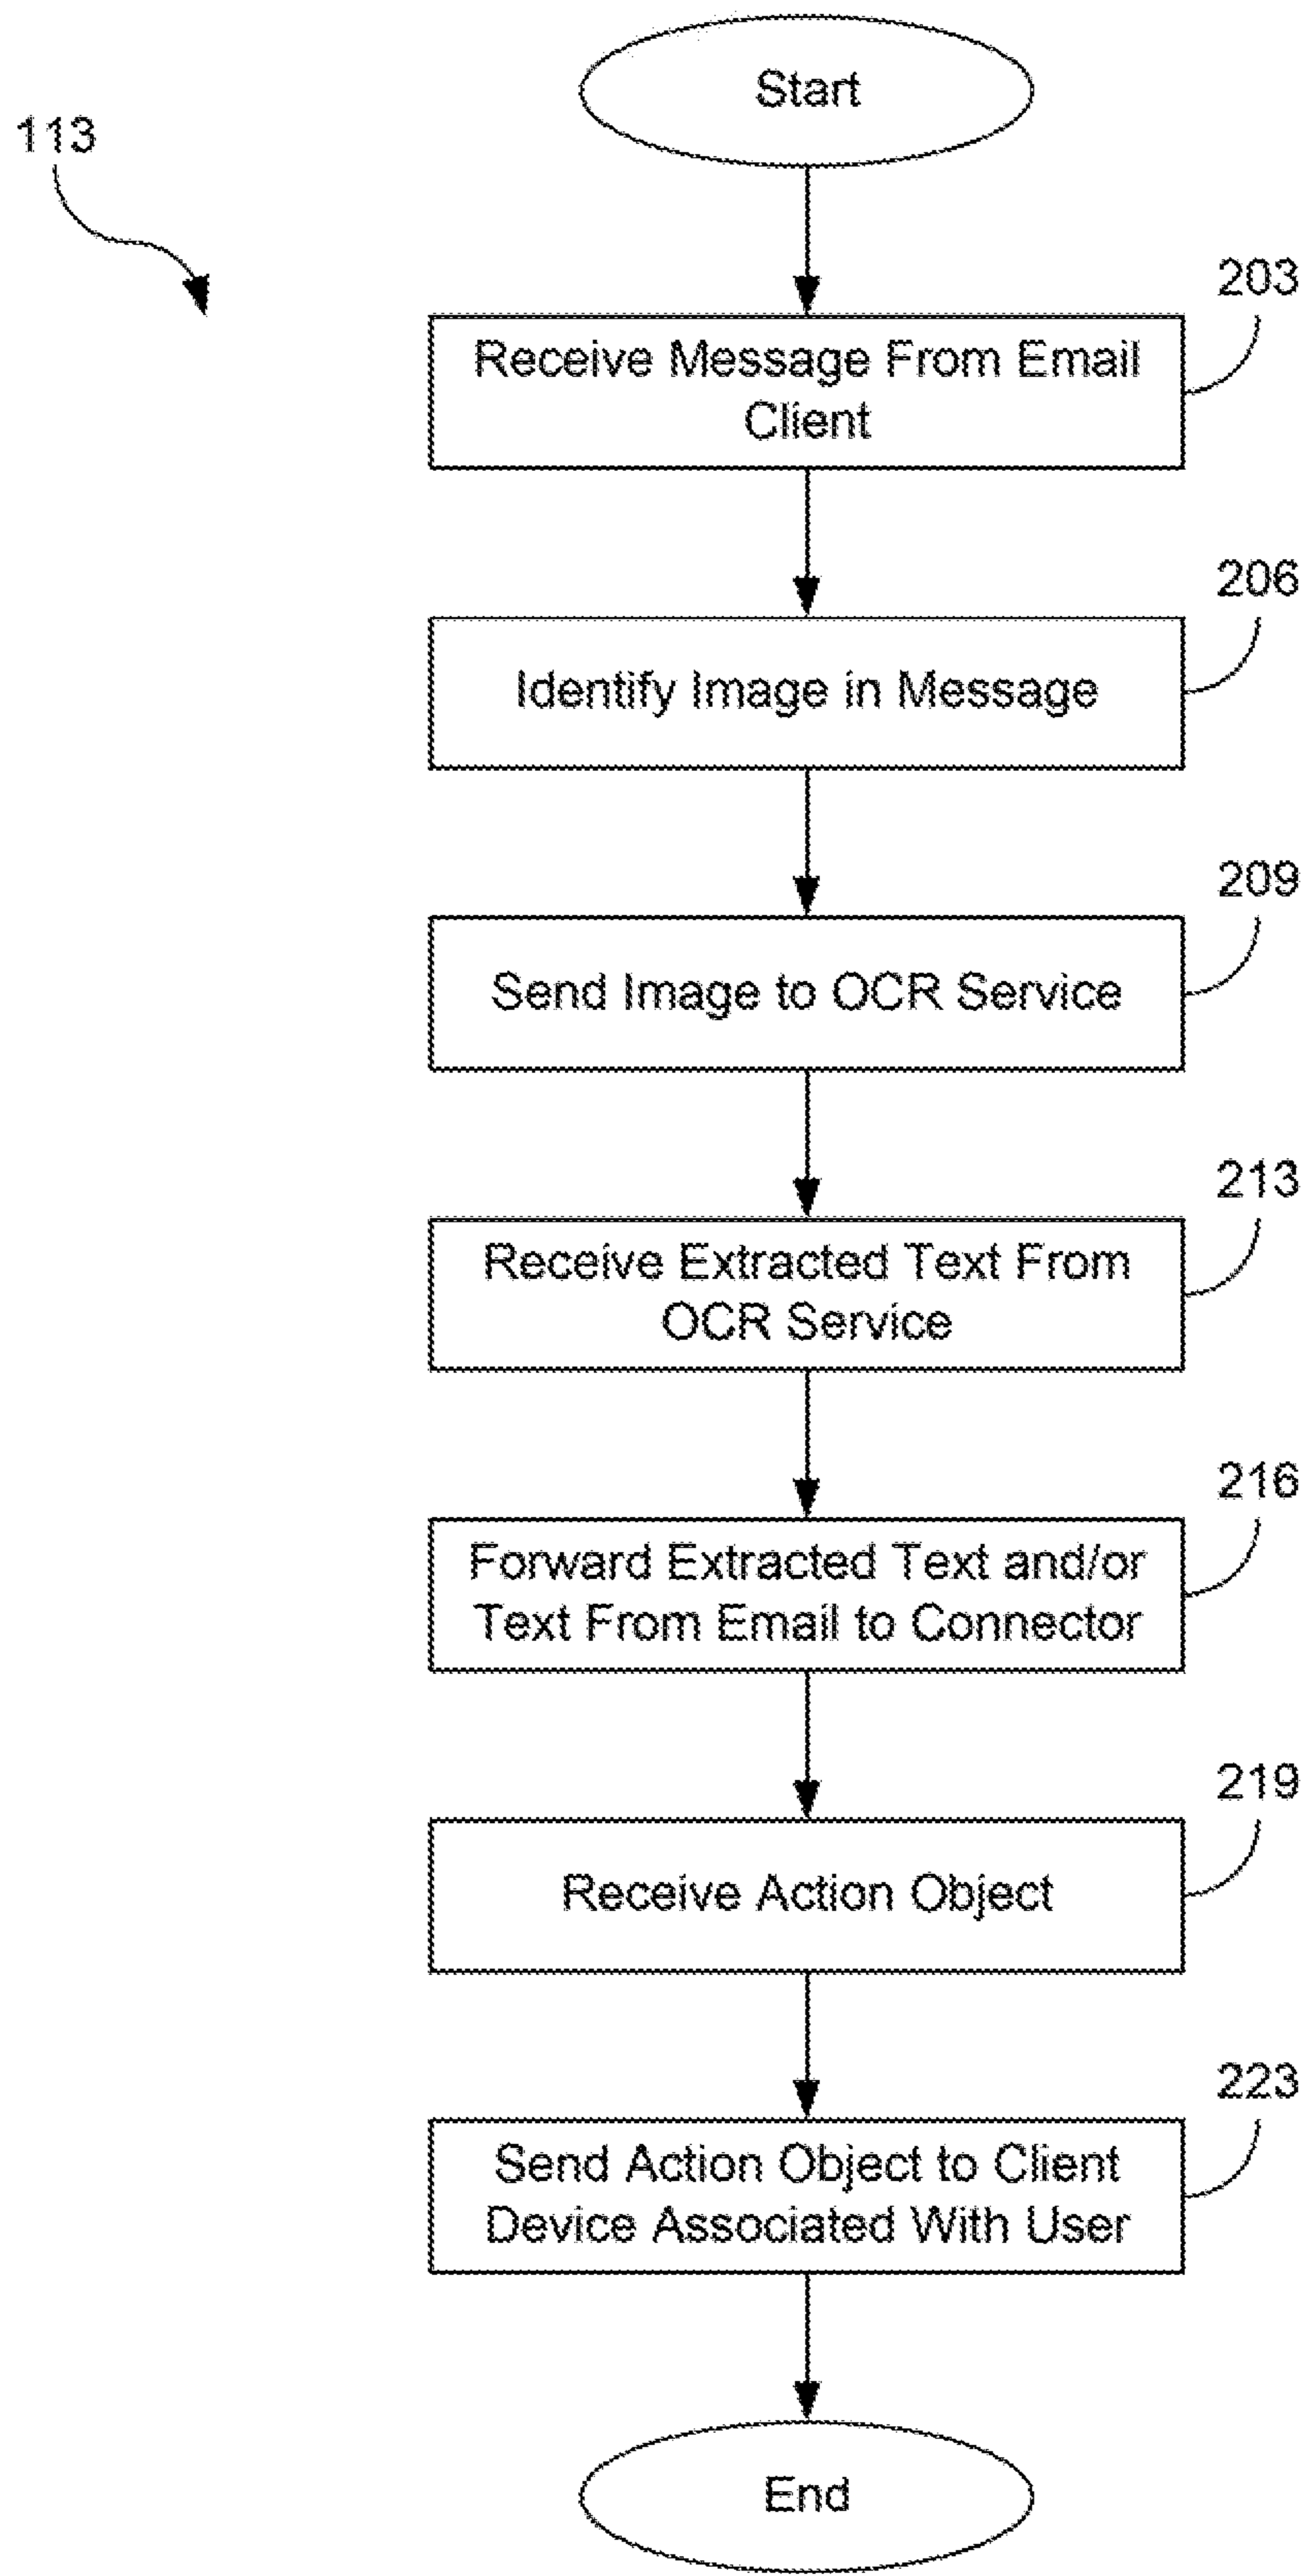 Start
113
203
Receive Message From Email
Client
206
Identify Image in Message
209
Send Image to OCR Service
213
Receive Extracted Text From
OCR Service
216
Forward Extracted Text and/or
Text From Email to Connector
219
Receive Action Object
223
Send Action Object to Client
Device Associated With User
End